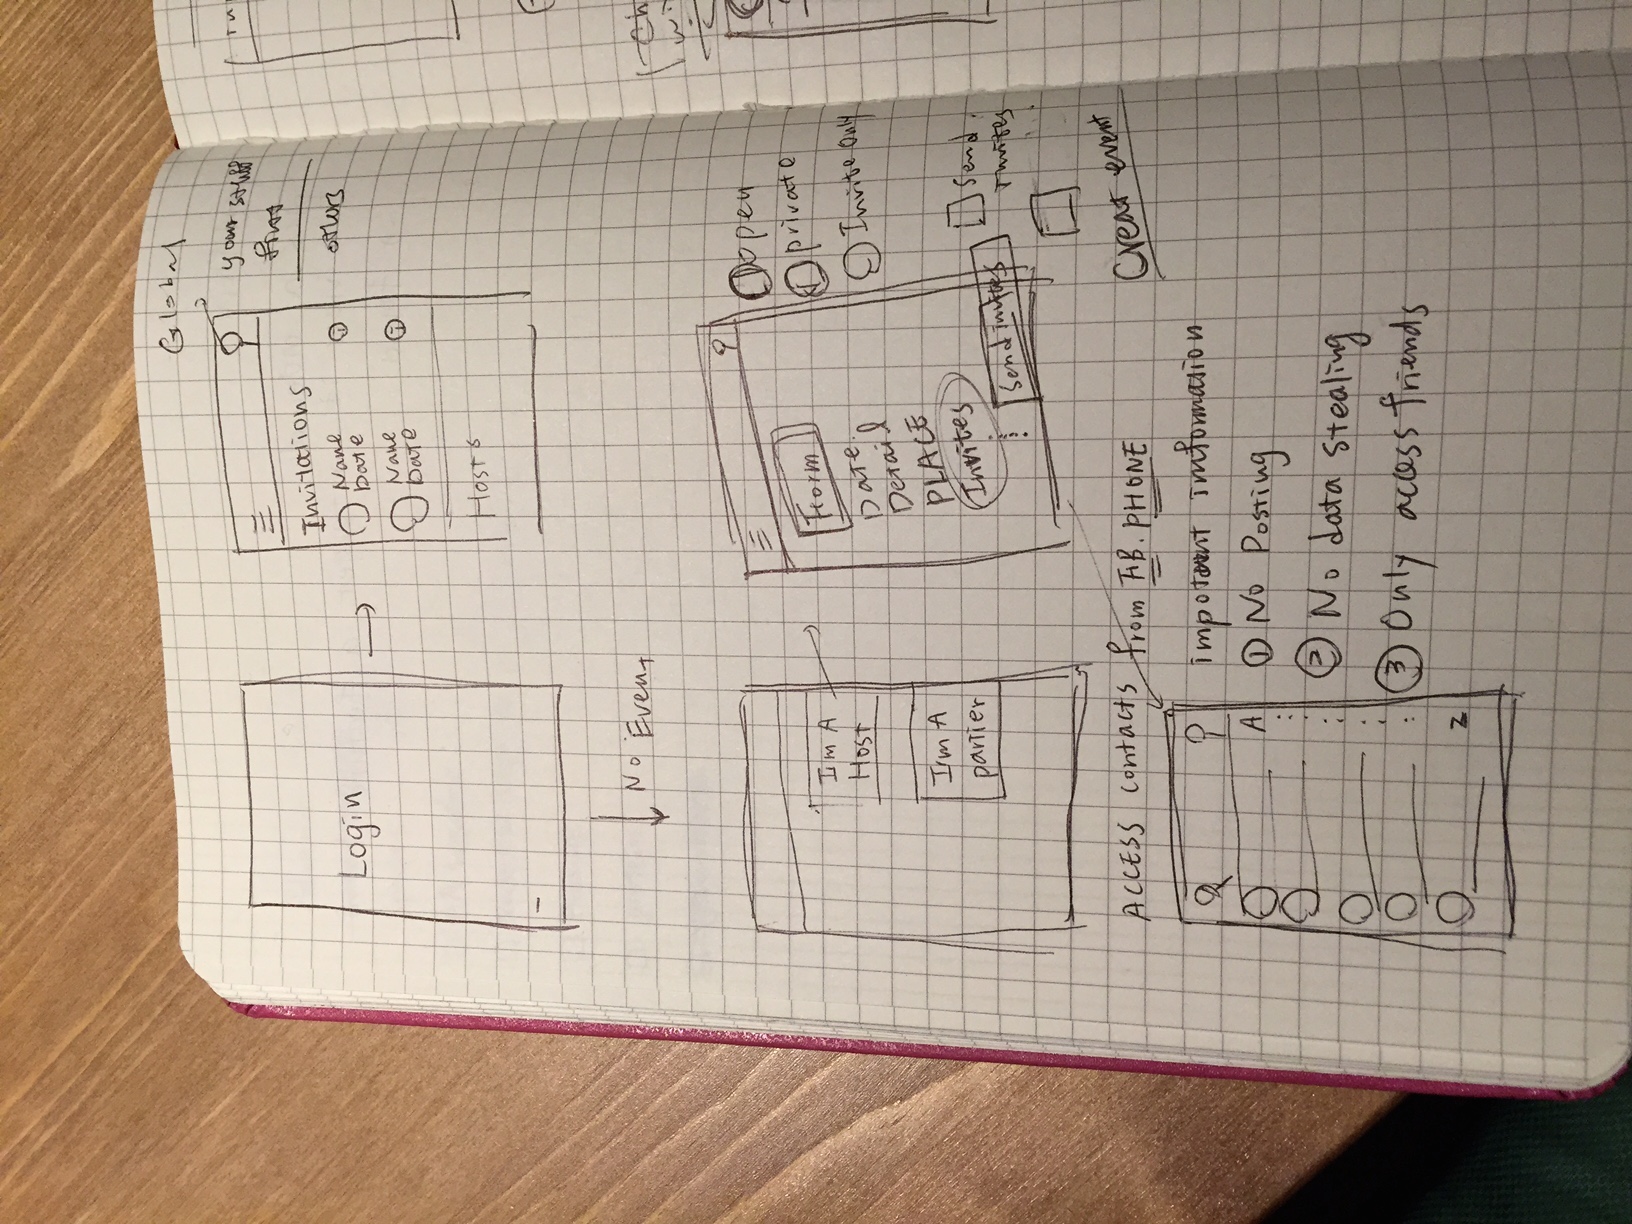 Login
Global
Invitations
Name
Date
Name
Date
Hosts
your stuff
first
others
No Event
I'm A
Host
I'm A
partier
Form
Date
Detail
PLACE
Invites
Send invites
open
private
Invite Only
Send
invites
Creat event
ACCESS contacts from FB. PHONE
A
Z
impotant information
① No Posting
② No data Stealing
③ Only access friends